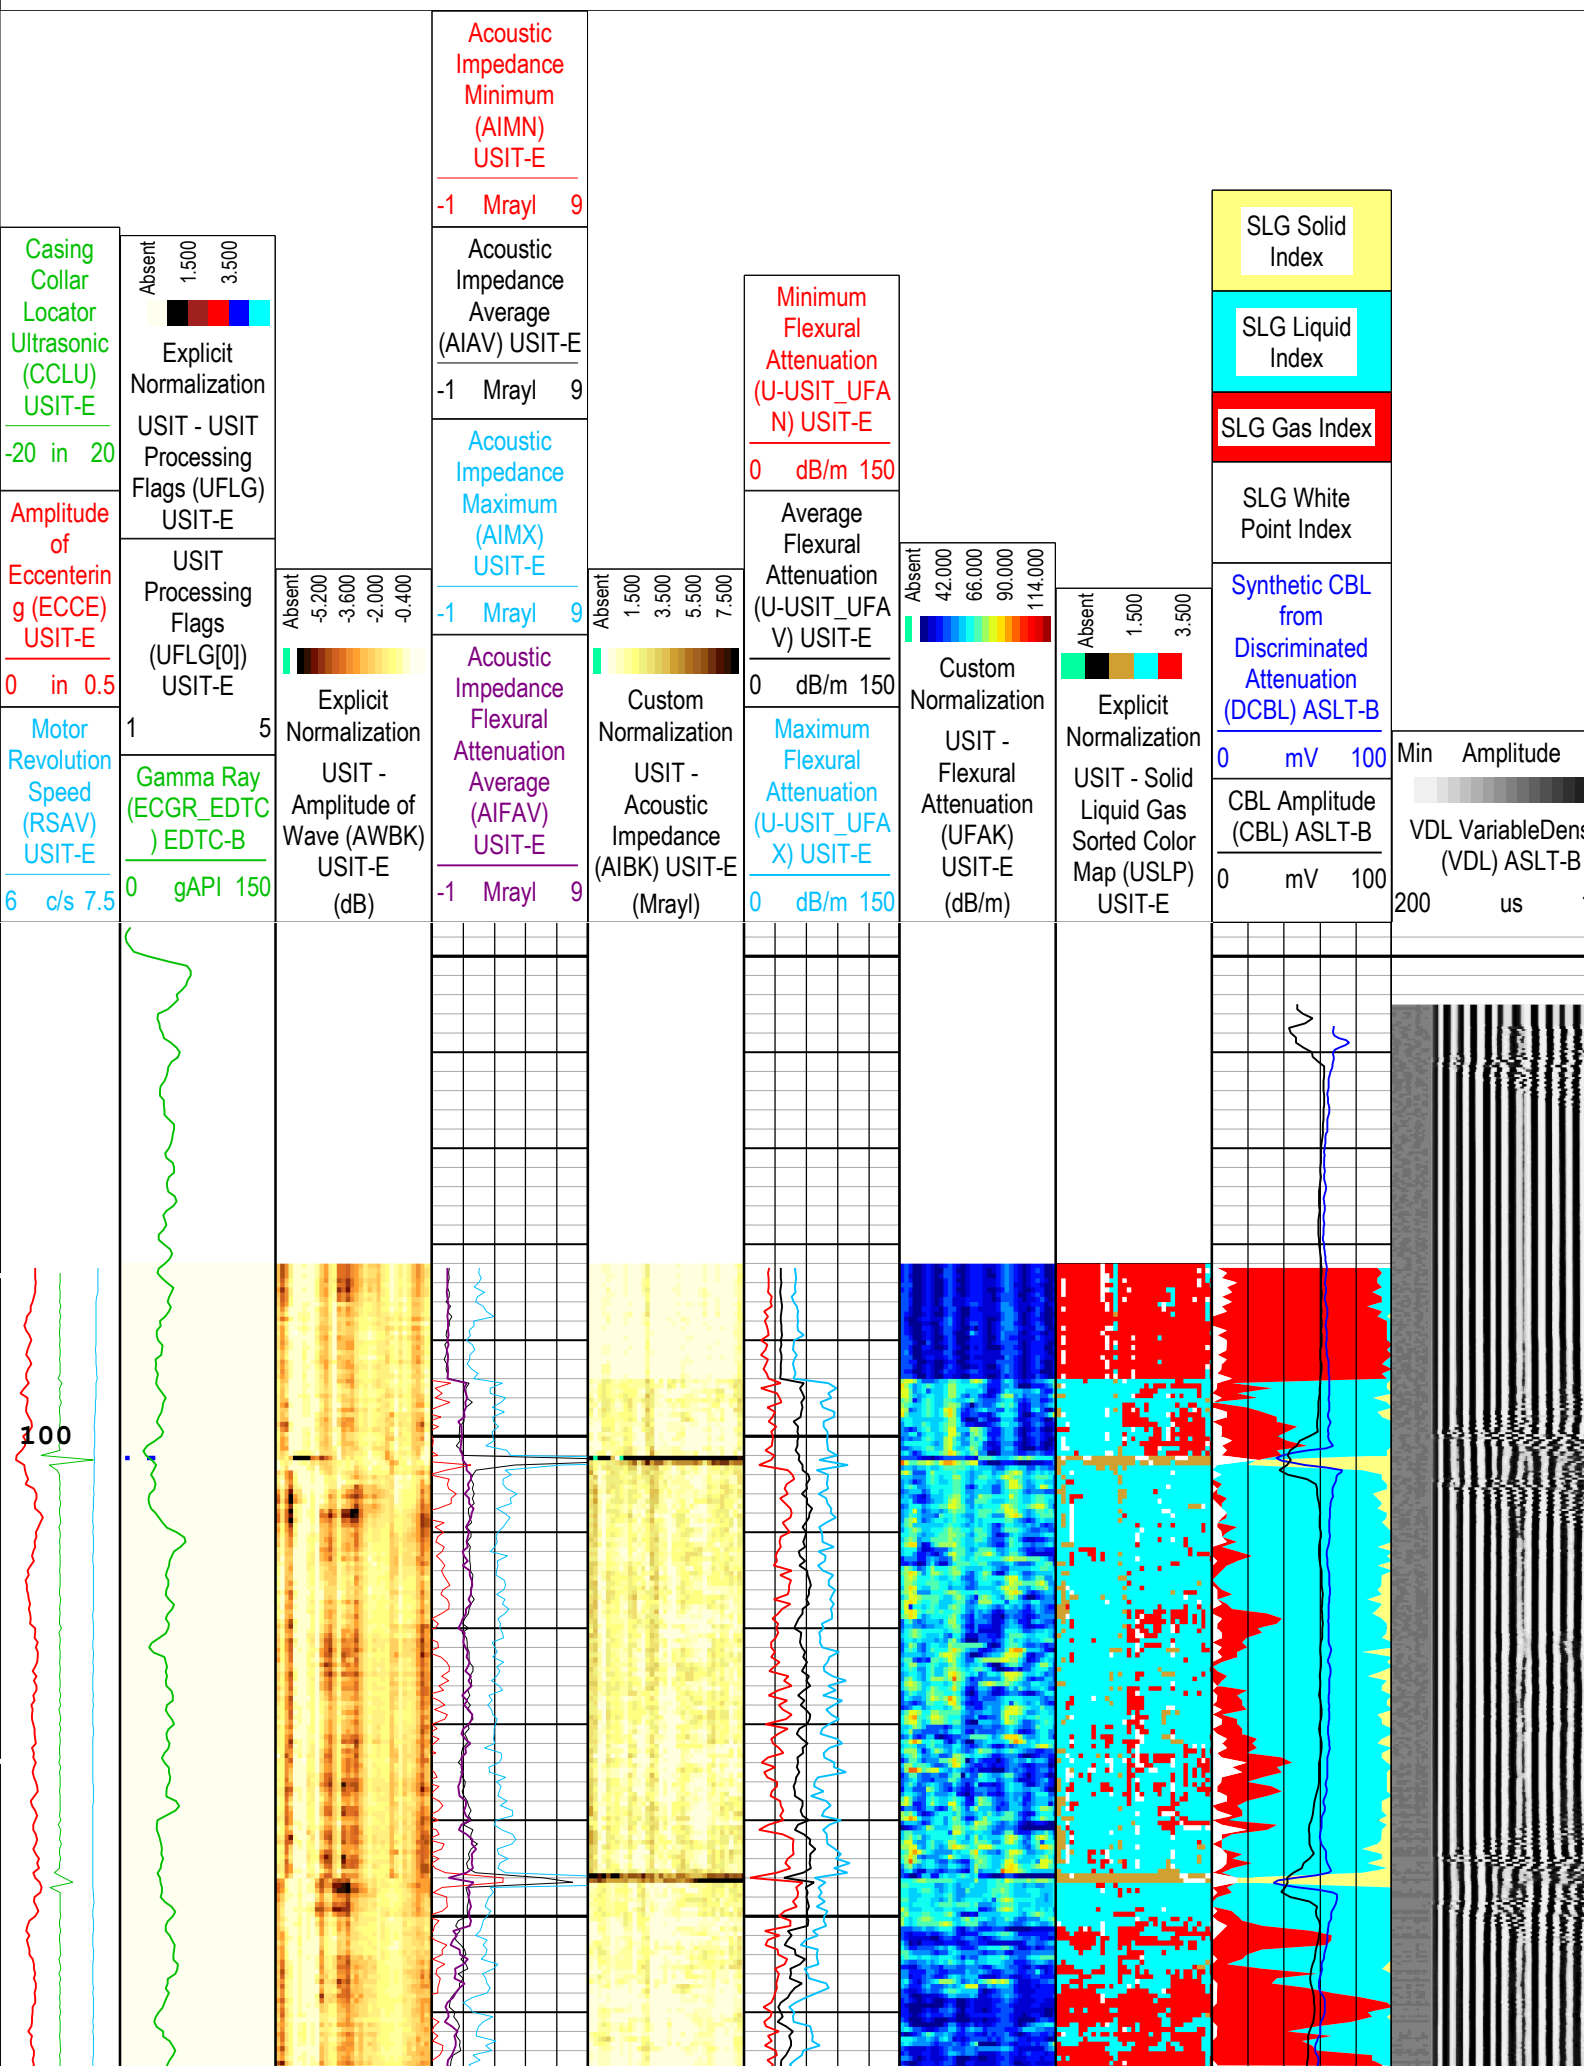 Casing
Collar
Locator
Ultrasonic
(CCLU)
USIT-E
-20 in 20
Amplitude
of
Eccenterin
g (ECCE)
USIT-E
0 in 0.5
Motor
Revolution
Speed
(RSAV)
USIT-E
6 c/s 7.5
Absent 1.500 3.500
Explicit
Normalization
USIT - USIT
Processing
Flags (UFLG)
USIT-E
USIT
Processing
Flags
(UFLG[0])
USIT-E
1 5
Gamma Ray
(ECGR_EDTC
) EDTC-B
0 gAPI 150
Absent -5.200 -3.600 -2.000 -0.400
Explicit
Normalization
USIT -
Amplitude of
Wave (AWBK)
USIT-E
(dB)
Acoustic
Impedance
Minimum
(AIMN)
USIT-E
-1 Mrayl 9
Acoustic
Impedance
Average
(AIAV) USIT-E
-1 Mrayl 9
Acoustic
Impedance
Maximum
(AIMX)
USIT-E
-1 Mrayl 9
Acoustic
Impedance
Flexural
Attenuation
Average
(AIFAV)
USIT-E
-1 Mrayl 9
Absent 1.500 3.500 5.500 7.500
Custom
Normalization
USIT -
Acoustic
Impedance
(AIBK) USIT-E
(Mrayl)
Minimum
Flexural
Attenuation
(U-USIT_UFA
N) USIT-E
0 dB/m 150
Average
Flexural
Attenuation
(U-USIT_UFA
V) USIT-E
0 dB/m 150
Maximum
Flexural
Attenuation
(U-USIT_UFA
X) USIT-E
0 dB/m 150
Absent 42.000 66.000 90.000 114.000
Custom
Normalization
USIT -
Flexural
Attenuation
(UFAK)
USIT-E
(dB/m)
Absent 1.500 3.500
Explicit
Normalization
USIT - Solid
Liquid Gas
Sorted Color
Map (USLP)
USIT-E
SLG Solid
Index
SLG Liquid
Index
SLG Gas Index
SLG White
Point Index
Synthetic CBL
from
Discriminated
Attenuation
(DCBL) ASLT-B
0 mV 100
CBL Amplitude
(CBL) ASLT-B
0 mV 100
Min Amplitude
VDL VariableDens
(VDL) ASLT-B
200 us
100